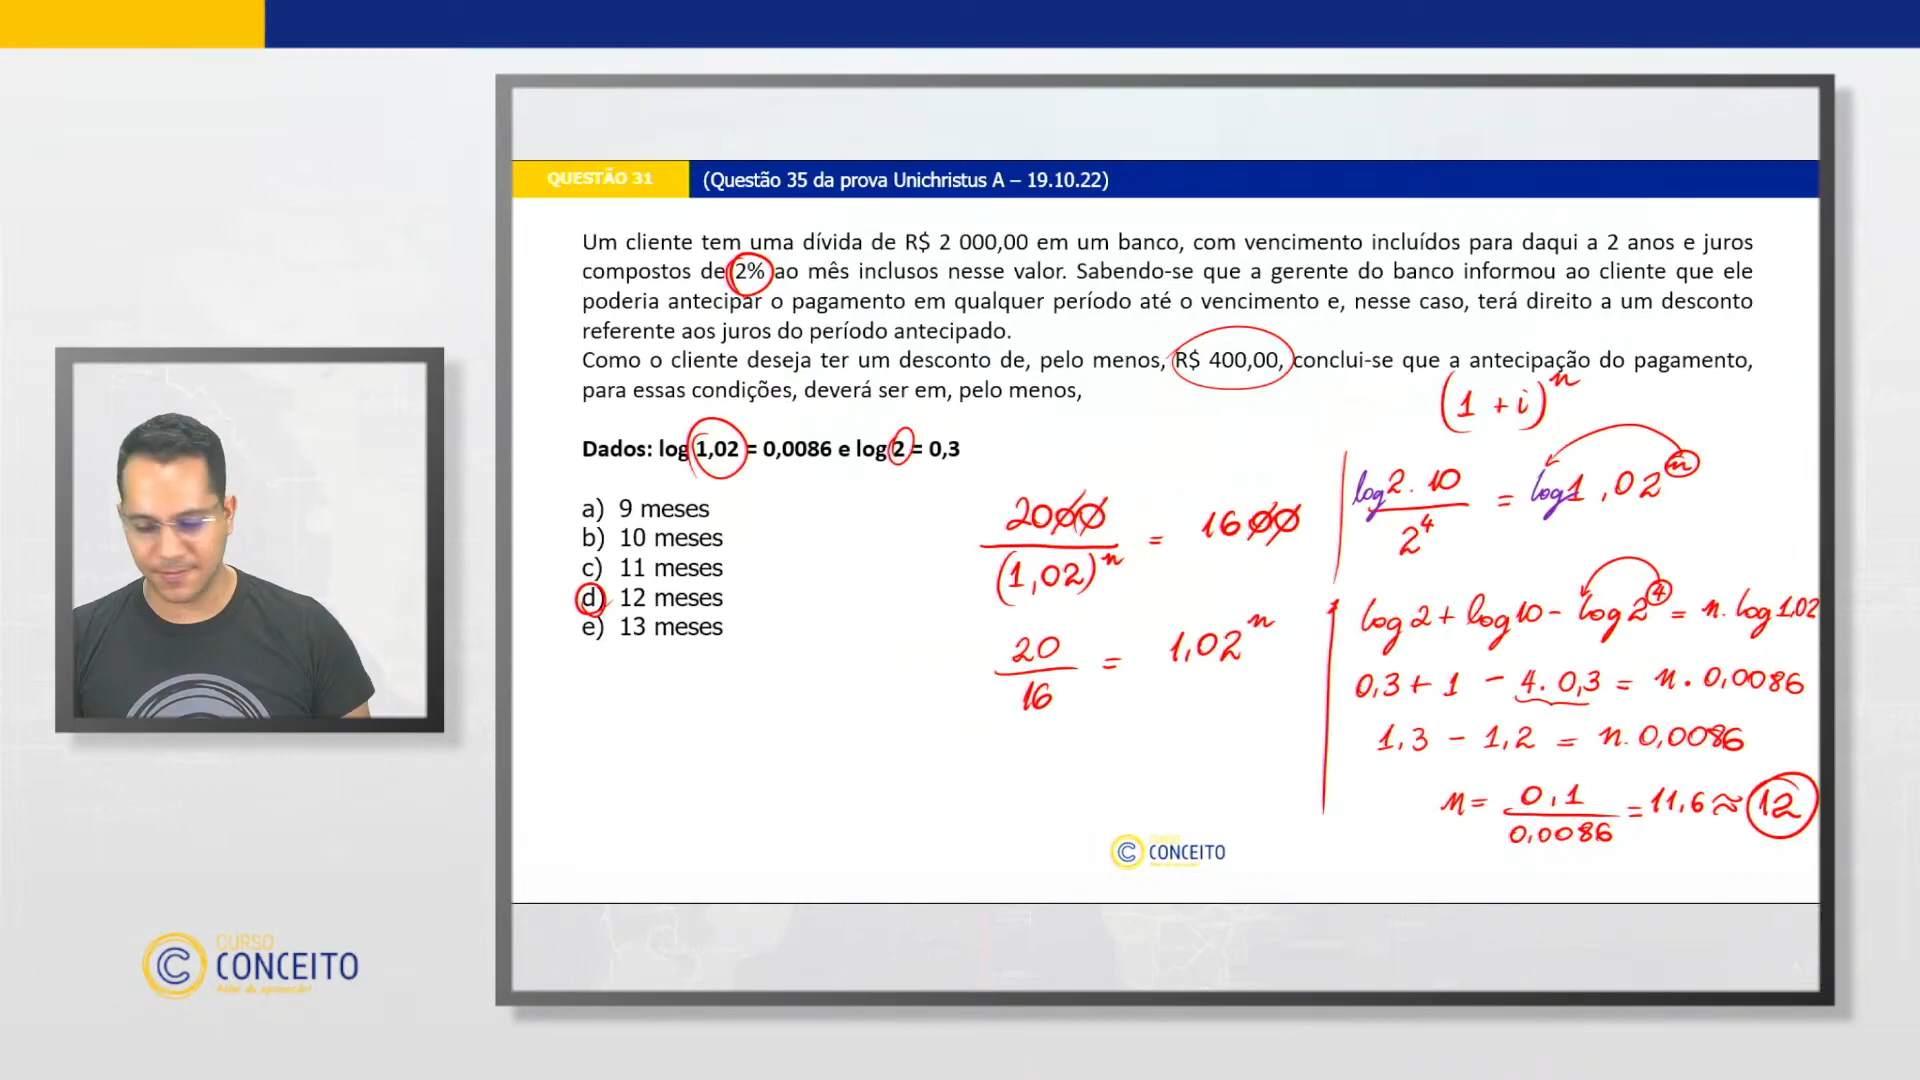 QUESTÃO 31
(Questão 35 da prova Unichristus A – 19.10.22)
Um cliente tem uma dívida de R$ 2 000,00 em um banco, com vencimento incluídos para daqui a 2 anos e juros
compostos de 2% ao mês inclusos nesse valor. Sabendo-se que a gerente do banco informou ao cliente que ele
poderia antecipar o pagamento em qualquer período até o vencimento e, nesse caso, terá direito a um desconto
referente aos juros do período antecipado.
Como o cliente deseja ter um desconto de, pelo menos, R$ 400,00, conclui-se que a antecipação do pagamento,
para essas condições, deverá ser em, pelo menos,
Dados: log 1,02 = 0,0086 e log 2 = 0,3
a) 9 meses
b) 10 meses
c) 11 meses
d) 12 meses
e) 13 meses
2000
(1,02)^n = 1600
20
16 = 1,02^n
(1 + i)^n
log 2 . 10
2^4 = log 1,02^n
log 2 + log 10 - log 2^4 = n. log 1,02
0,3 + 1 - 4. 0,3 = n. 0,0086
1,3 - 1,2 = n. 0,0086
n = 0,1
0,0086 = 11,6 ≈ 12
CONCEITO
CURSO
CONCEITO